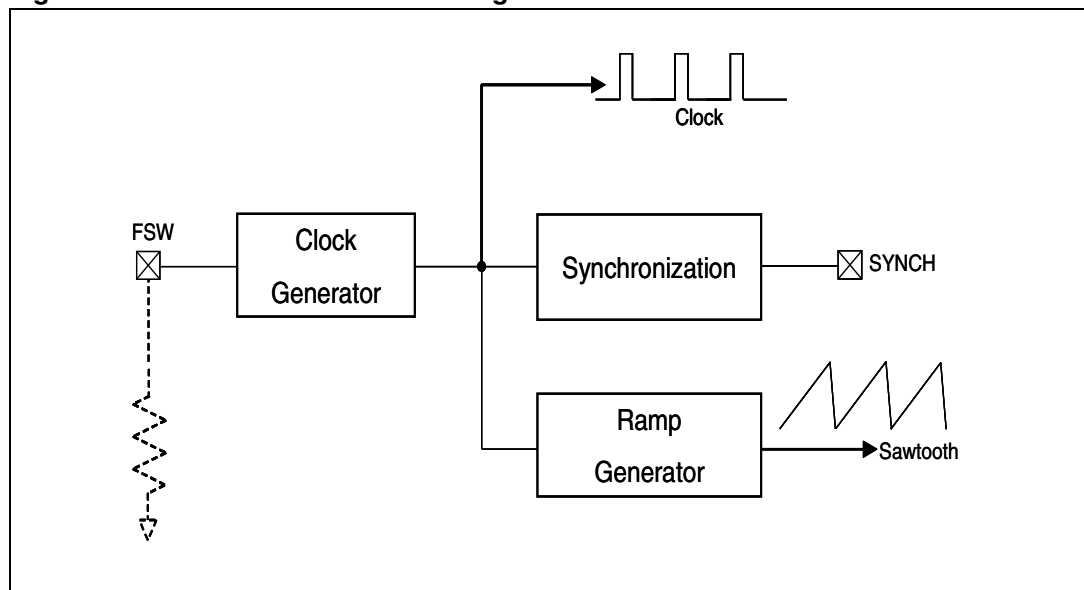 Clock
FSW
Clock
Generator
Synchronization
SYNCH
Ramp
Generator
Sawtooth